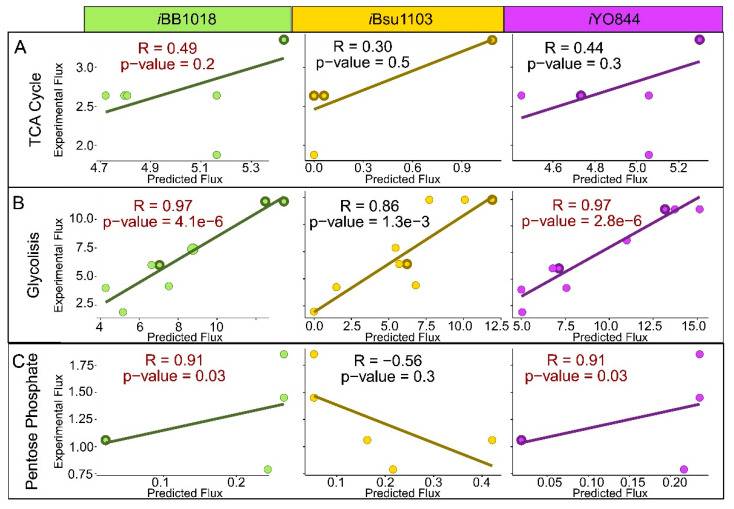 iBB1018 iBsu1103 iYO844
A
TCA Cycle
Experimental Flux
3.0
2.5
2.0
R = 0.49
p-value = 0.2
4.7 4.9 5.1 5.3
Predicted Flux
R = 0.30
p-value = 0.5
0.0 0.3 0.6 0.9
Predicted Flux
R = 0.44
p-value = 0.3
4.6 4.8 5.0 5.2
Predicted Flux
B
Glycolisis
Experimental Flux
10.0
7.5
5.0
2.5
R = 0.97
p-value = 4.1e-6
4 6 8 10
Predicted Flux
R = 0.86
p-value = 1.3e-3
0.0 2.5 5.0 7.5 10.0 12.5
Predicted Flux
R = 0.97
p-value = 2.8e-6
5.0 7.5 10.0 12.5 15.0
Predicted Flux
C
Pentose Phosphate
Experimental Flux
1.75
1.50
1.25
1.00
0.75
R = 0.91
p-value = 0.03
0.1 0.2
Predicted Flux
R = −0.56
p-value = 0.3
0.1 0.2 0.3 0.4
Predicted Flux
R = 0.91
p-value = 0.03
0.05 0.10 0.15 0.20
Predicted Flux